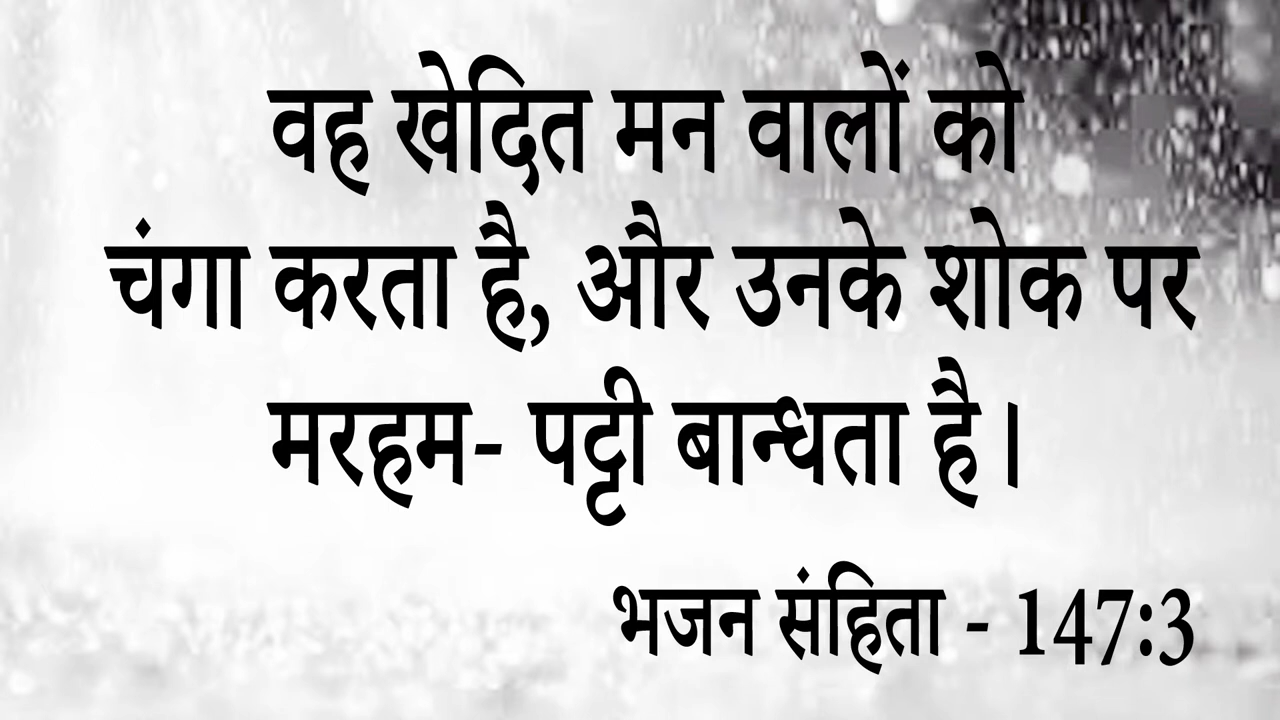 वह खेदित मन वालों को
चंगा करता है, और उनके शोक पर
मरहम- पट्टी बान्धता है।
भजन संहिता - 147:3